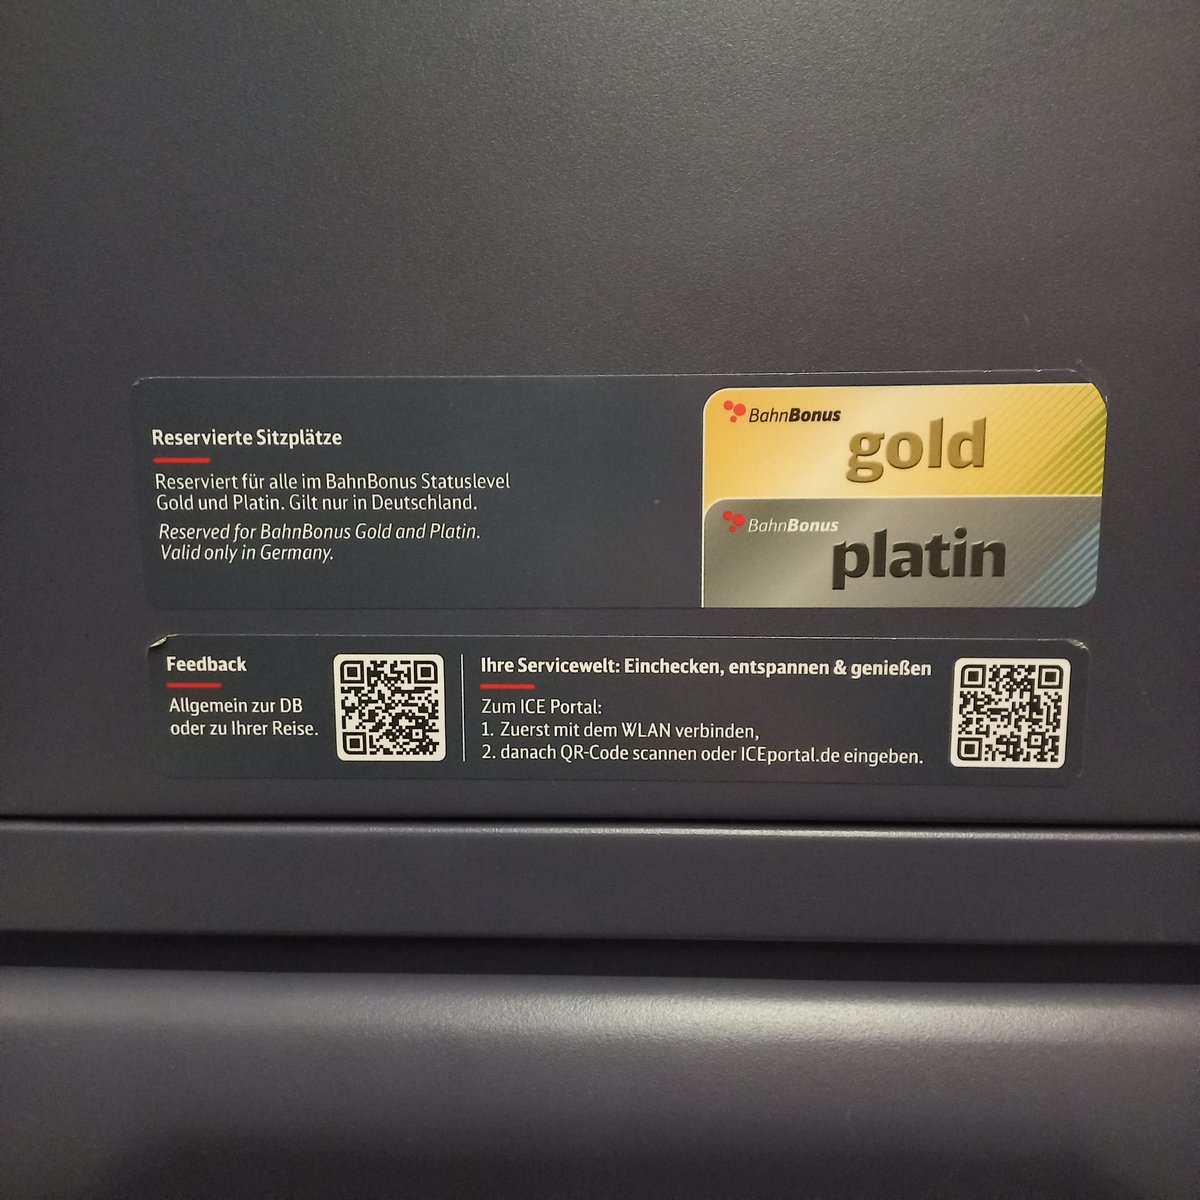 Reservierte Sitzplätze
Reserviert für alle im BahnBonus Statuslevel
Gold und Platin. Gilt nur in Deutschland.
Reserved for BahnBonus Gold and Platin.
Valid only in Germany.
BahnBonus
gold
BahnBonus
platin
Feedback
Allgemein zur DB
oder zu Ihrer Reise.
Ihre Servicewelt: Einchecken, entspannen & genießen
Zum ICE Portal:
1. Zuerst mit dem WLAN verbinden,
2. danach QR-Code scannen oder ICEportal.de eingeben.